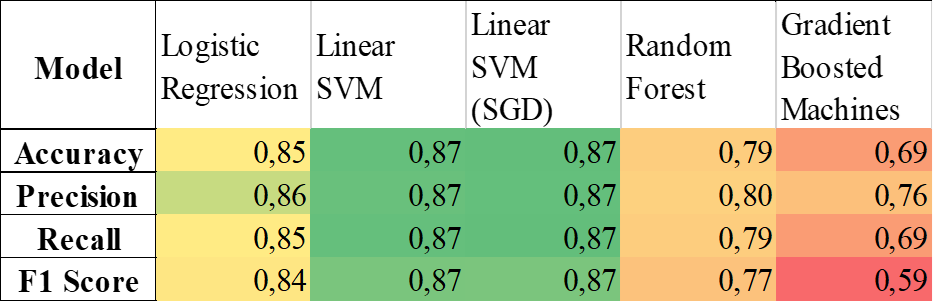 Model Logistic Regression Linear SVM Linear SVM (SGD) Random Forest Gradient Boosted Machines
Accuracy 0,85 0,87 0,87 0,79 0,69
Precision 0,86 0,87 0,87 0,80 0,76
Recall 0,85 0,87 0,87 0,79 0,69
F1 Score 0,84 0,87 0,87 0,77 0,59